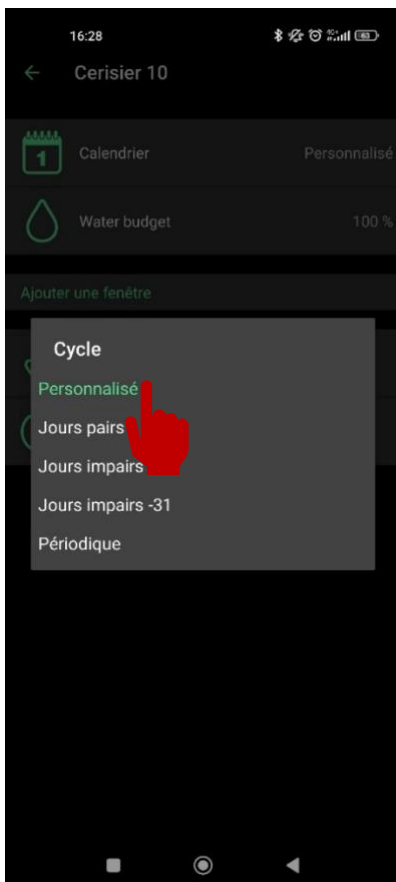 16:28
63
Cerisier 10
1
Calendrier Personnalisé
Water budget 100 %
Ajouter une fenêtre
Cycle
Personnalisé
Jours pairs
Jours impairs
Jours impairs -31
Périodique